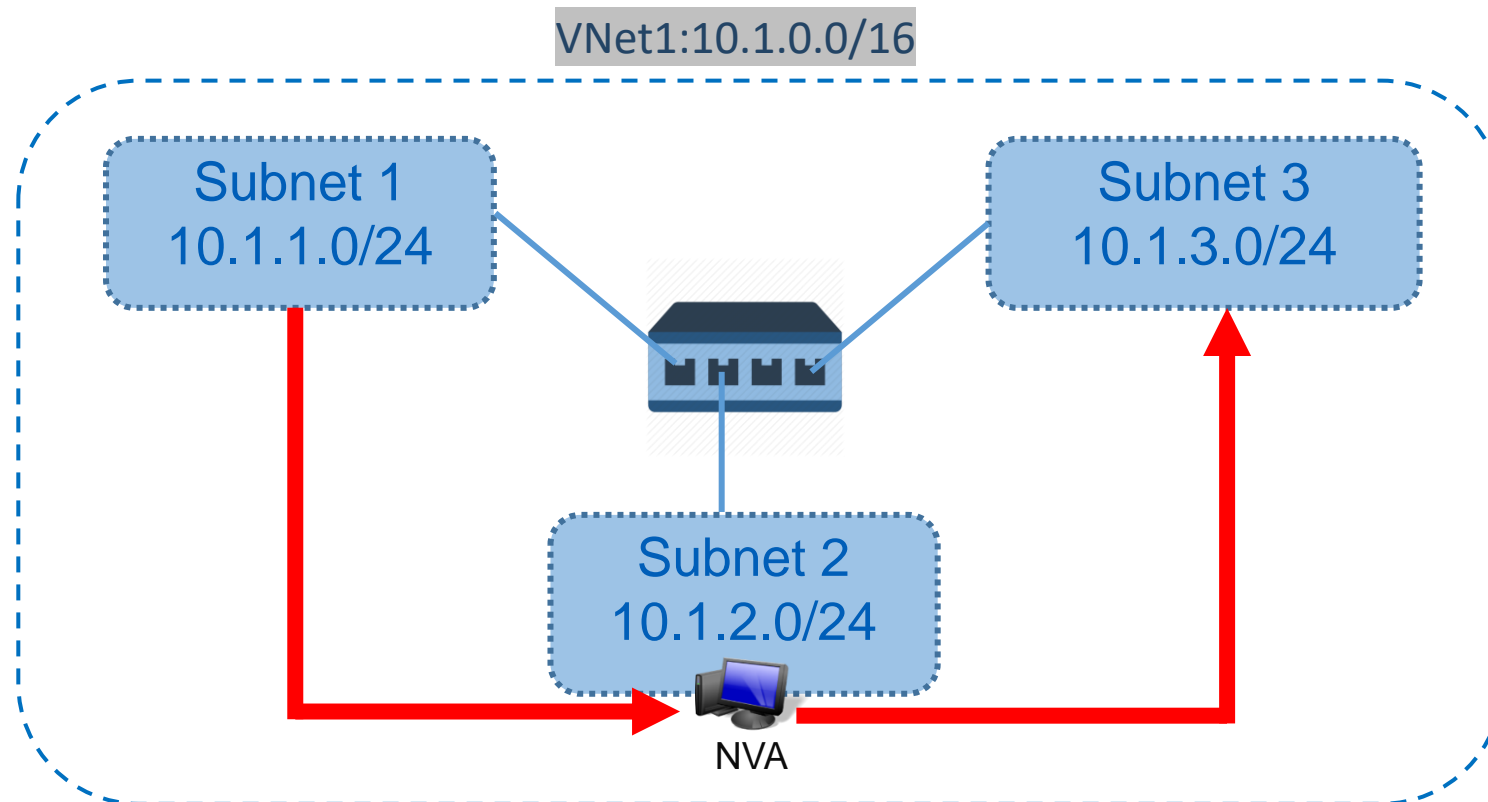 VNet1:10.1.0.0/16
Subnet 1
10.1.1.0/24
Subnet 3
10.1.3.0/24
Subnet 2
10.1.2.0/24
NVA